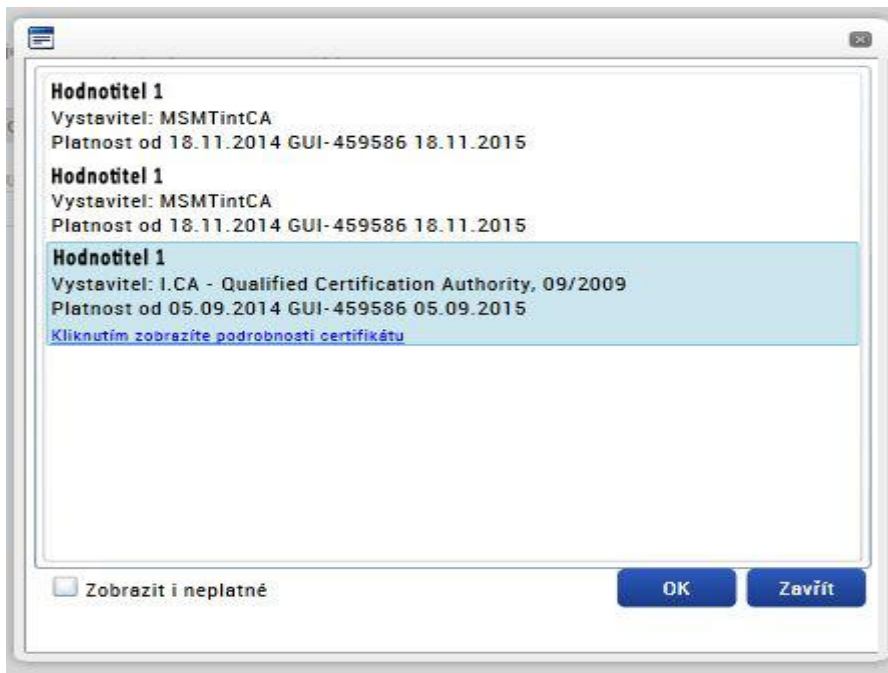 Hodnotitel 1
Vystavitel: MSMTintCA
Platnost od 18.11.2014 GUI-459586 18.11.2015
Hodnotitel 1
Vystavitel: MSMTintCA
Platnost od 18.11.2014 GUI-459586 18.11.2015
Hodnotitel 1
Vystavitel: I.CA - Qualified Certification Authority, 09/2009
Platnost od 05.09.2014 GUI-459586 05.09.2015
Kliknutím zobrazíte podrobnosti certifikátu
Zobrazit i neplatné
OK
Zavřít